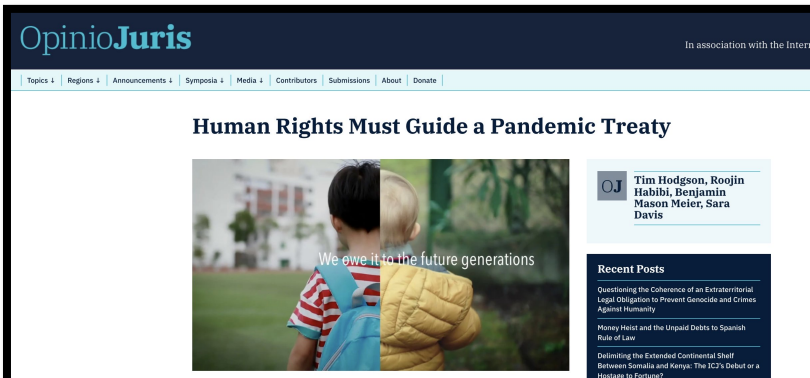 OpinioJuris
In association with the
Topics ↓ Regions ↓ Announcements ↓ Symposia ↓ Media ↓ Contributors Submissions About Donate
Human Rights Must Guide a Pandemic Treaty
We owe it to the future generations
OJ
Tim Hodgson, Roojin
Habibi, Benjamin
Mason Meier, Sara
Davis
Recent Posts
Questioning the Coherence of an Extraterritorial
Legal Obligation to Prevent Genocide and Crimes
Against Humanity
Money Heist and the Unpaid Debts to Spanish
Rule of Law
Delimiting the Extended Continental Shelf
Between Somalia and Kenya: The ICJ's Debut or a
Hostage to Fortune?